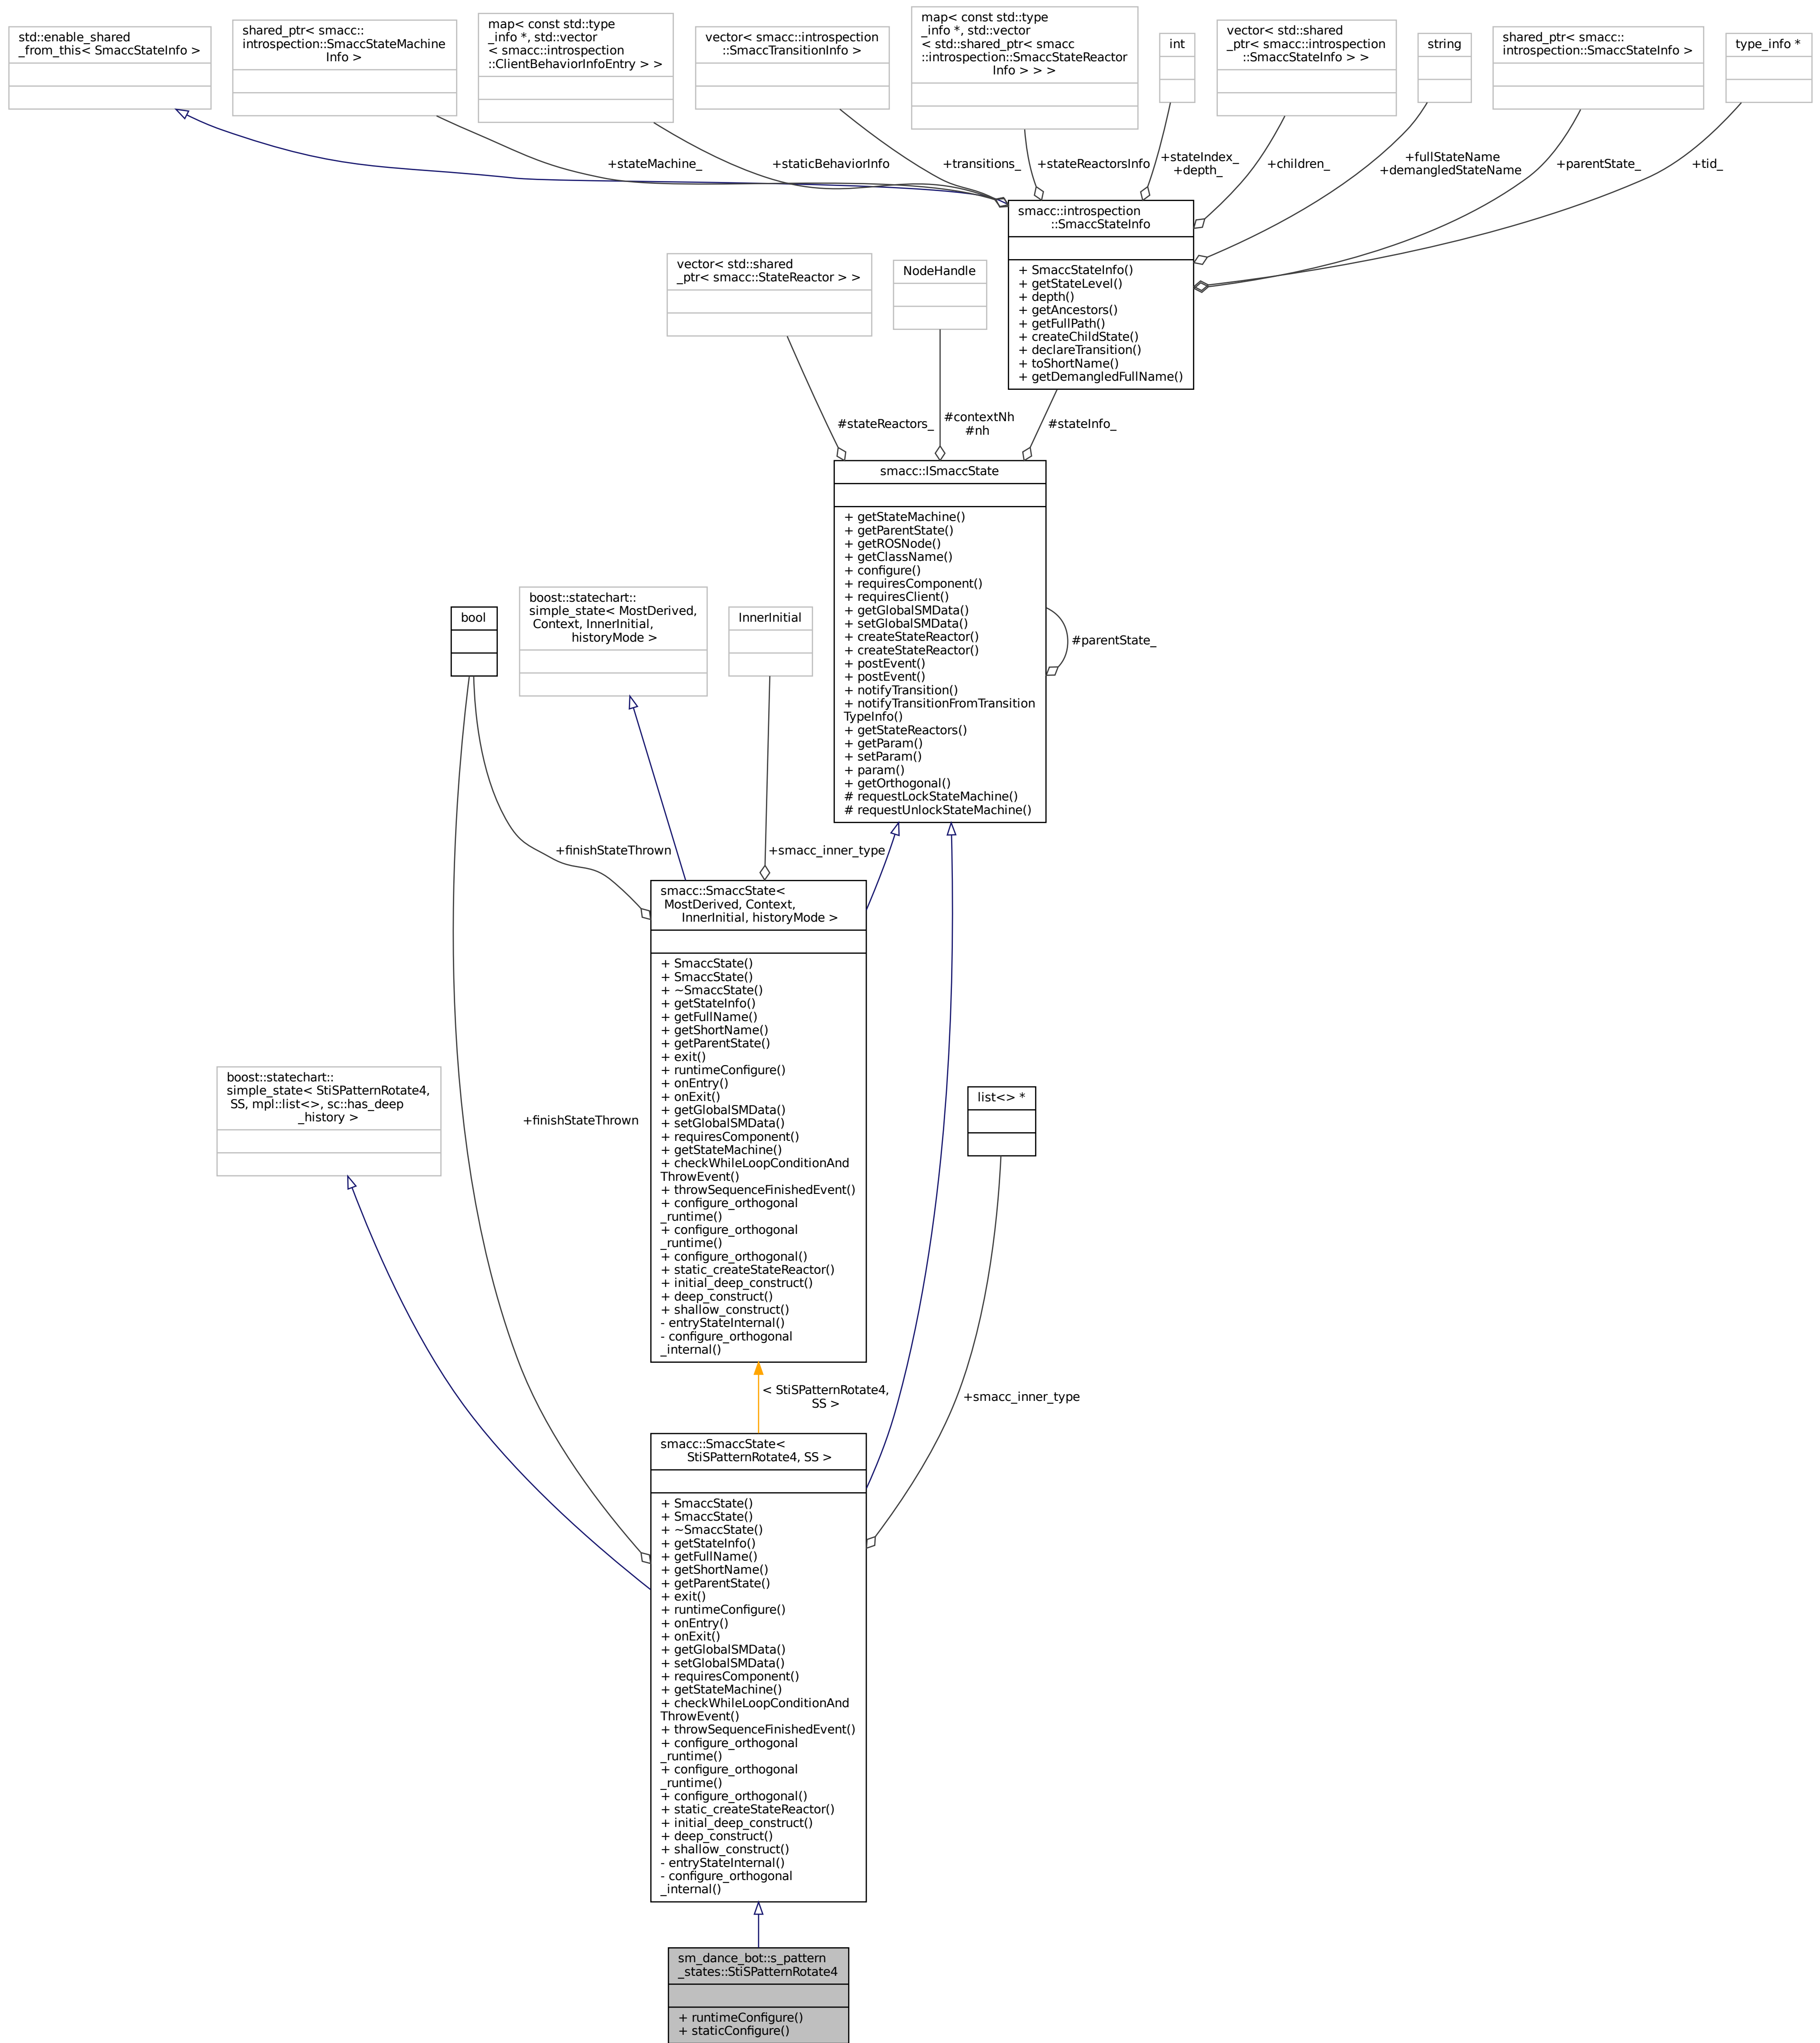 std::enable_shared
_from_this< SmaccStateInfo >
shared_ptr< smacc::
introspection::SmaccStateMachine
Info >
map< const std::type
_info *, std::vector
< smacc::introspection
::ClientBehaviorInfoEntry > >
vector< smacc::introspection
::SmaccTransitionInfo >
map< const std::type
_info *, std::vector
< std::shared_ptr< smacc
::introspection::SmaccStateReactor
Info > > >
int
vector< std::shared
_ptr< smacc::introspection
::SmaccStateInfo > >
string
shared_ptr< smacc::
introspection::SmaccStateInfo >
type_info *
+stateMachine_
+staticBehaviorInfo
+transitions_
+stateReactorsInfo
+stateIndex_
+depth_
+children_
+fullStateName
+demangledStateName
+parentState_
+tid_
smacc::introspection
::SmaccStateInfo
+ SmaccStateInfo()
+ getStateLevel()
+ depth()
+ getAncestors()
+ getFullPath()
+ createChildState()
+ declareTransition()
+ toShortName()
+ getDemangledFullName()
vector< std::shared
_ptr< smacc::StateReactor > >
NodeHandle
#stateReactors_
#contextNh
#nh
#stateInfo_
smacc::ISmaccState
+ getStateMachine()
+ getParentState()
+ getROSNode()
+ getClassName()
+ configure()
+ requiresComponent()
+ requiresClient()
+ getGlobalSMData()
+ setGlobalSMData()
+ createStateReactor()
+ createStateReactor()
+ postEvent()
+ postEvent()
+ notifyTransition()
+ notifyTransitionFromTransition
TypeInfo()
+ getStateReactors()
+ getParam()
+ setParam()
+ param()
+ getOrthogonal()
# requestLockStateMachine()
# requestUnlockStateMachine()
#parentState_
bool
boost::statechart::
simple_state< MostDerived,
Context, InnerInitial,
historyMode >
InnerInitial
+finishStateThrown
+smacc_inner_type
smacc::SmaccState<
MostDerived, Context,
InnerInitial, historyMode >
+ SmaccState()
+ SmaccState()
+ ~SmaccState()
+ getStateInfo()
+ getFullName()
+ getShortName()
+ getParentState()
+ exit()
+ runtimeConfigure()
+ onEntry()
+ onExit()
+ getGlobalSMData()
+ setGlobalSMData()
+ requiresComponent()
+ getStateMachine()
+ checkWhileLoopConditionAnd
ThrowEvent()
+ throwSequenceFinishedEvent()
+ configure_orthogonal
_runtime()
+ configure_orthogonal
_runtime()
+ configure_orthogonal()
+ static_createStateReactor()
+ initial_deep_construct()
+ deep_construct()
+ shallow_construct()
- entryStateInternal()
- configure_orthogonal
_internal()
boost::statechart::
simple_state< StiSPatternRotate4,
SS, mpl::list<>, sc::has_deep
_history >
+finishStateThrown
list<> *
< StiSPatternRotate4,
SS >
+smacc_inner_type
smacc::SmaccState<
StiSPatternRotate4, SS >
+ SmaccState()
+ SmaccState()
+ ~SmaccState()
+ getStateInfo()
+ getFullName()
+ getShortName()
+ getParentState()
+ exit()
+ runtimeConfigure()
+ onEntry()
+ onExit()
+ getGlobalSMData()
+ setGlobalSMData()
+ requiresComponent()
+ getStateMachine()
+ checkWhileLoopConditionAnd
ThrowEvent()
+ throwSequenceFinishedEvent()
+ configure_orthogonal
_runtime()
+ configure_orthogonal
_runtime()
+ configure_orthogonal()
+ static_createStateReactor()
+ initial_deep_construct()
+ deep_construct()
+ shallow_construct()
- entryStateInternal()
- configure_orthogonal
_internal()
sm_dance_bot::s_pattern
_states::StiSPatternRotate4
+ runtimeConfigure()
+ staticConfigure()